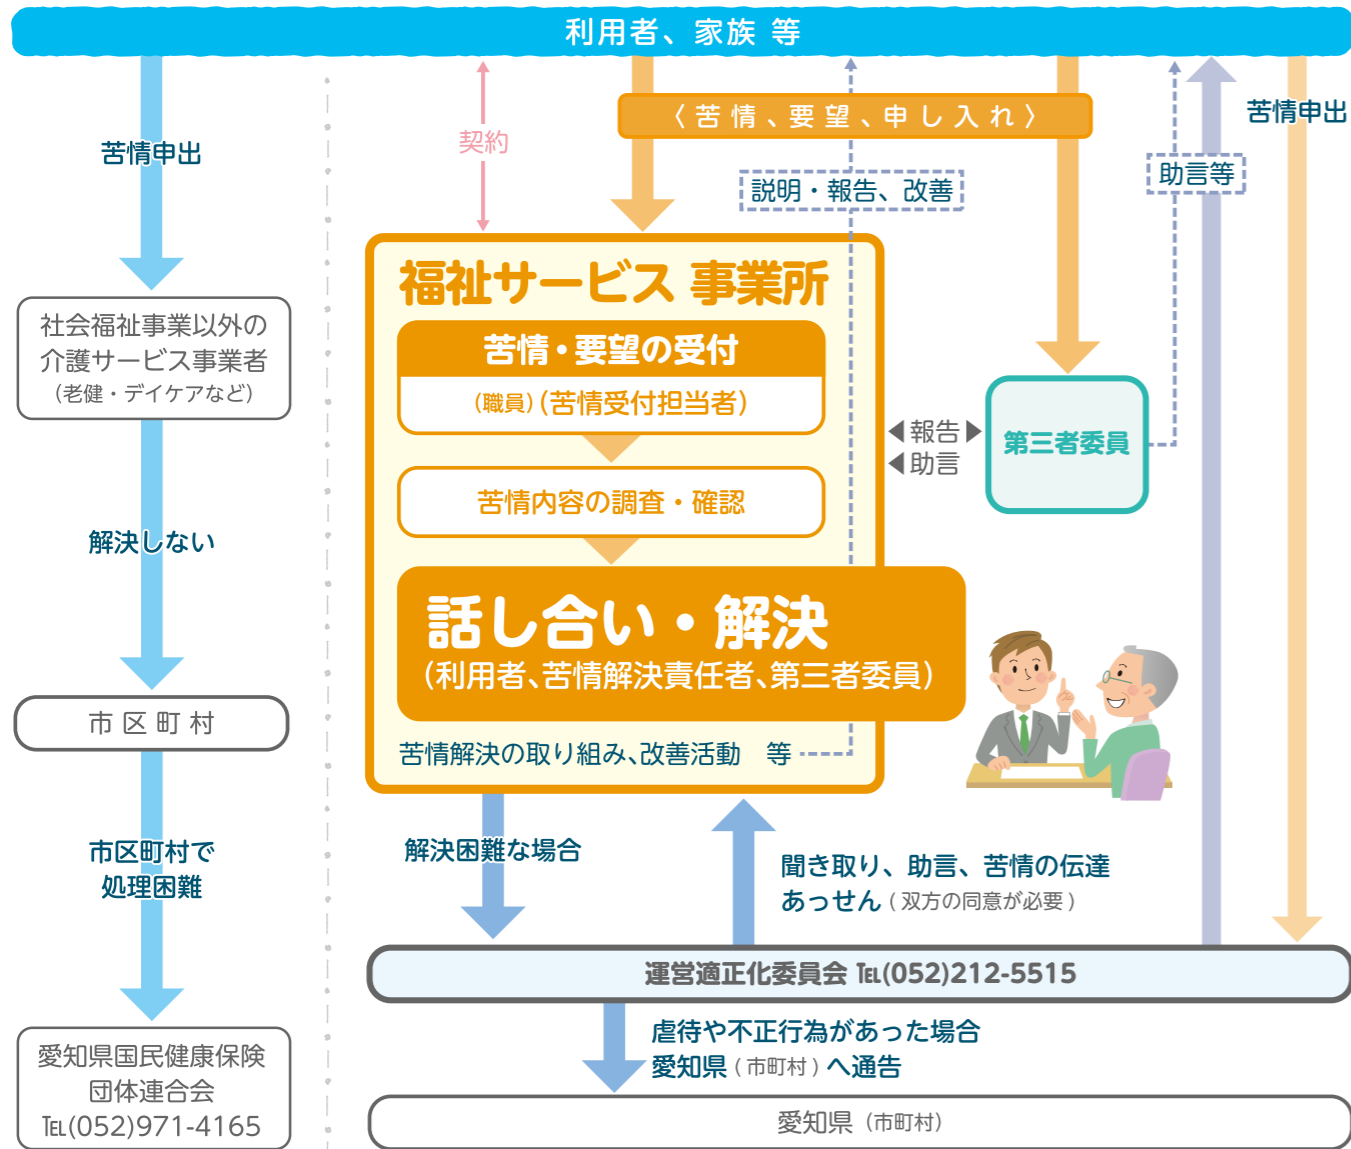 利用者、家族 等
苦情申出
社会福祉事業以外の
介護サービス事業者
(老健・デイケアなど)
解決しない
市区町村
市区町村で
処理困難
愛知県国民健康保険
団体連合会
℡(052)971-4165
契約
〈苦情、要望、申し入れ〉
説明・報告、改善
助言等
苦情申出
福祉サービス 事業所
苦情・要望の受付
(職員)(苦情受付担当者)
苦情内容の調査・確認
話し合い・解決
(利用者、苦情解決責任者、第三者委員)
苦情解決の取り組み、改善活動 等
◀報告▶
◀助言
第三者委員
解決困難な場合
聞き取り、助言、苦情の伝達
あっせん(双方の同意が必要)
運営適正化委員会 ℡(052)212-5515
虐待や不正行為があった場合
愛知県(市町村)へ通告
愛知県(市町村)